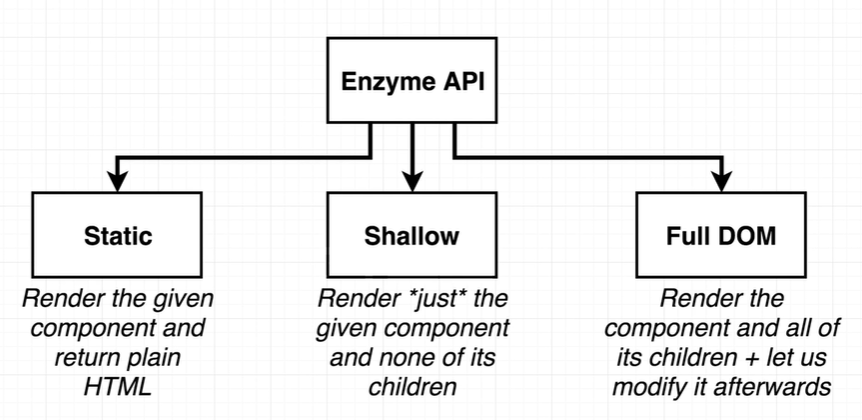 Enzyme API
Static
Shallow
Full DOM
Render the given
component and
return plain
HTML
Render *just* the
given component
and none of its
children
Render the
component and all of
its children + let us
modify it afterwards